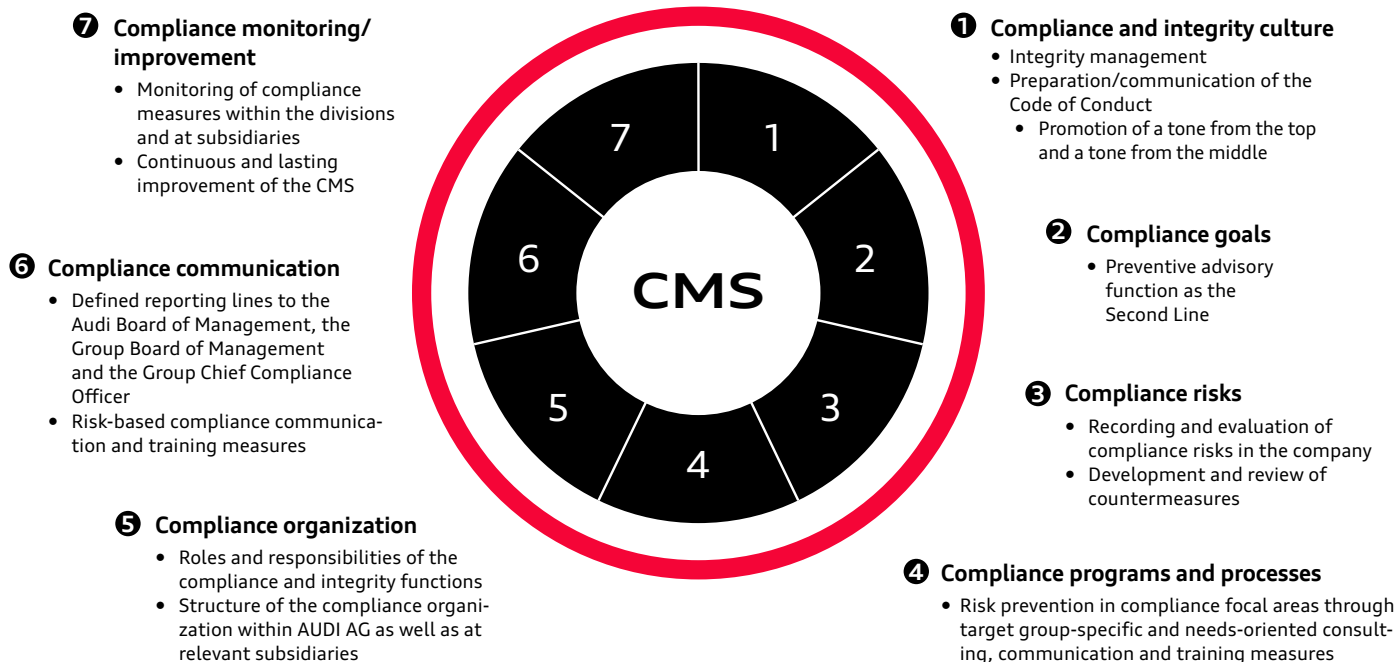 ❶ Compliance and integrity culture
• Integrity management
• Preparation/communication of the
Code of Conduct
• Promotion of a tone from the top
and a tone from the middle
❷ Compliance goals
• Preventive advisory
function as the
Second Line
❸ Compliance risks
• Recording and evaluation of
compliance risks in the company
• Development and review of
countermeasures
❹ Compliance programs and processes
• Risk prevention in compliance focal areas through
target group-specific and needs-oriented consult-
ing, communication and training measures
❺ Compliance organization
• Roles and responsibilities of the
compliance and integrity functions
• Structure of the compliance organi-
zation within AUDI AG as well as at
relevant subsidiaries
❻ Compliance communication
• Defined reporting lines to the
Audi Board of Management, the
Group Board of Management
and the Group Chief Compliance
Officer
• Risk-based compliance communica-
tion and training measures
❼ Compliance monitoring/
improvement
• Monitoring of compliance
measures within the divisions
and at subsidiaries
• Continuous and lasting
improvement of the CMS
CMS
1
2
3
4
5
6
7